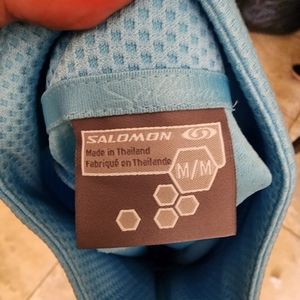 SALOMON
Made in Thailand
Fabriqué en Thaïlande
M/M